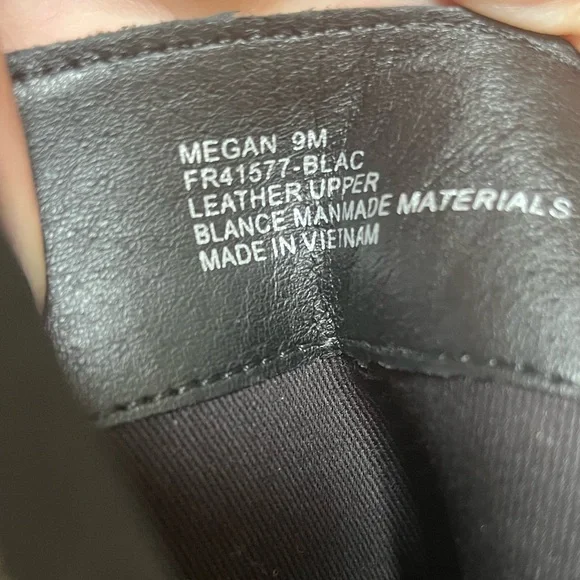 MEGAN 9M
FR41577-BLAC
LEATHER UPPER
BLANCE MANMADE MATERIALS
MADE IN VIETNAM